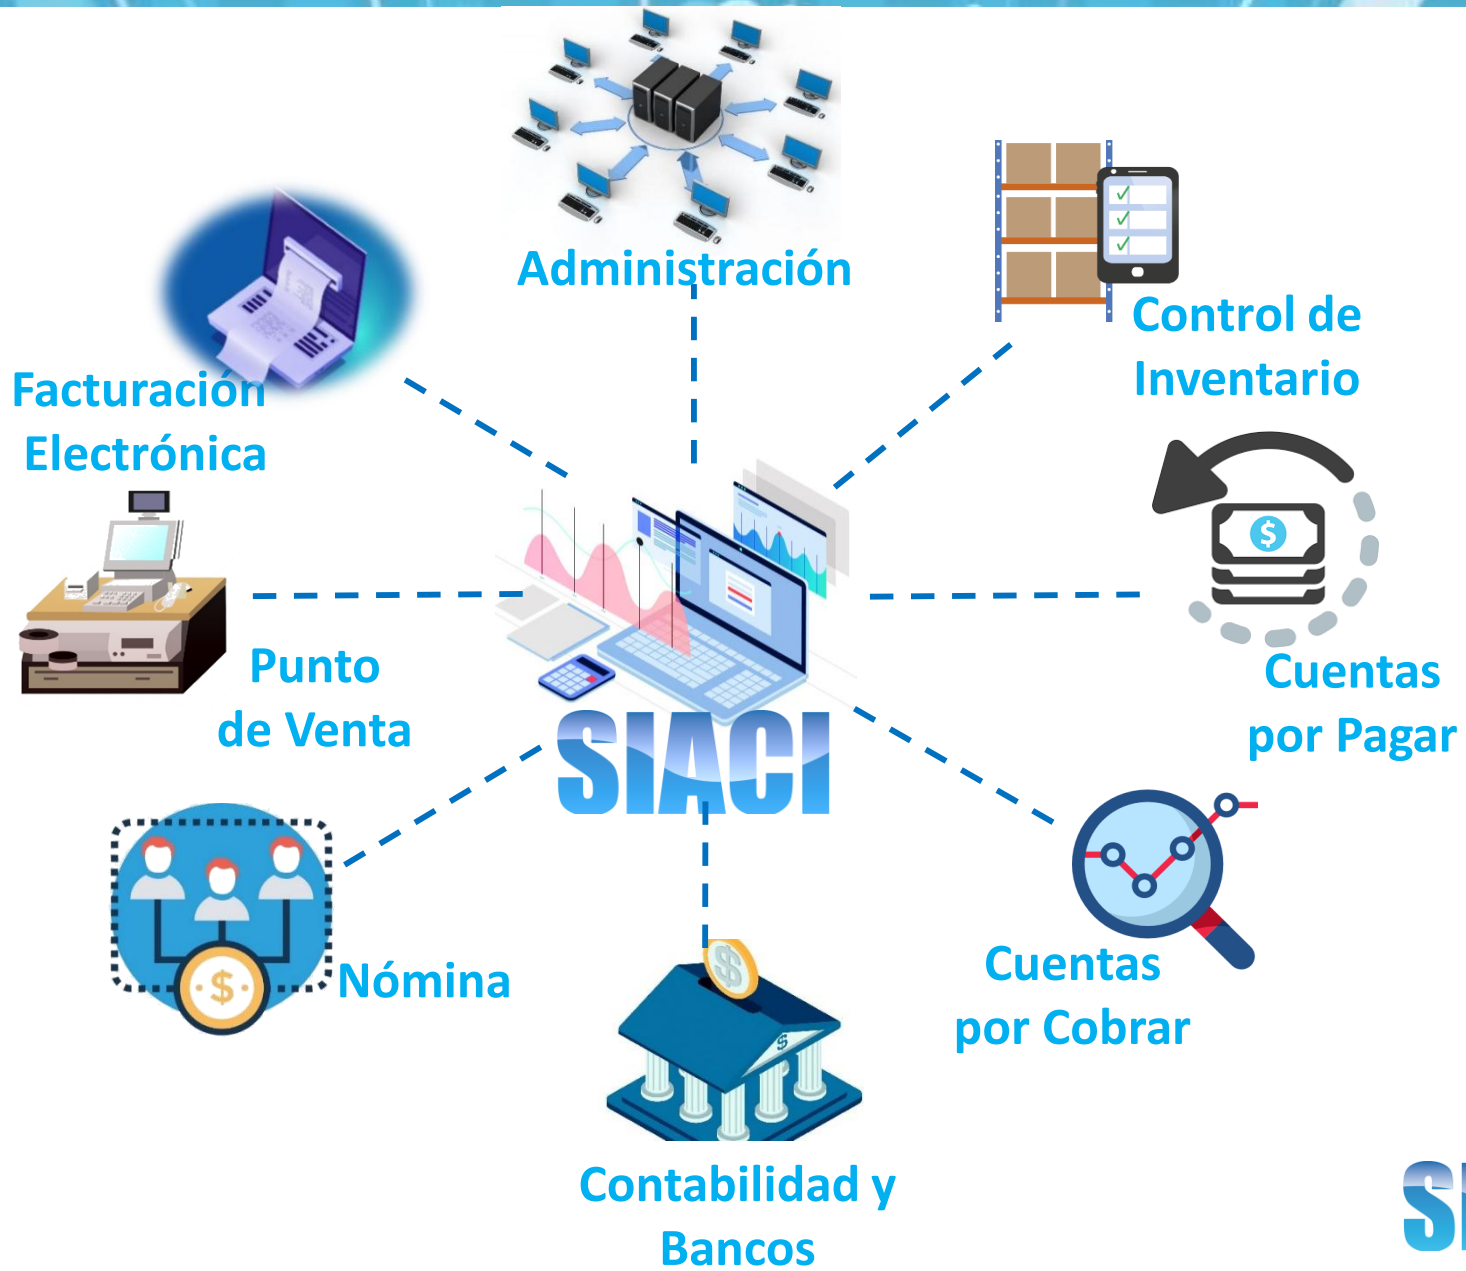 Administración
Control de
Inventario
Facturación
Electrónica
Cuentas
por Pagar
Punto
de Venta
SIACI
Cuentas
por Cobrar
Nómina
Contabilidad y
Bancos